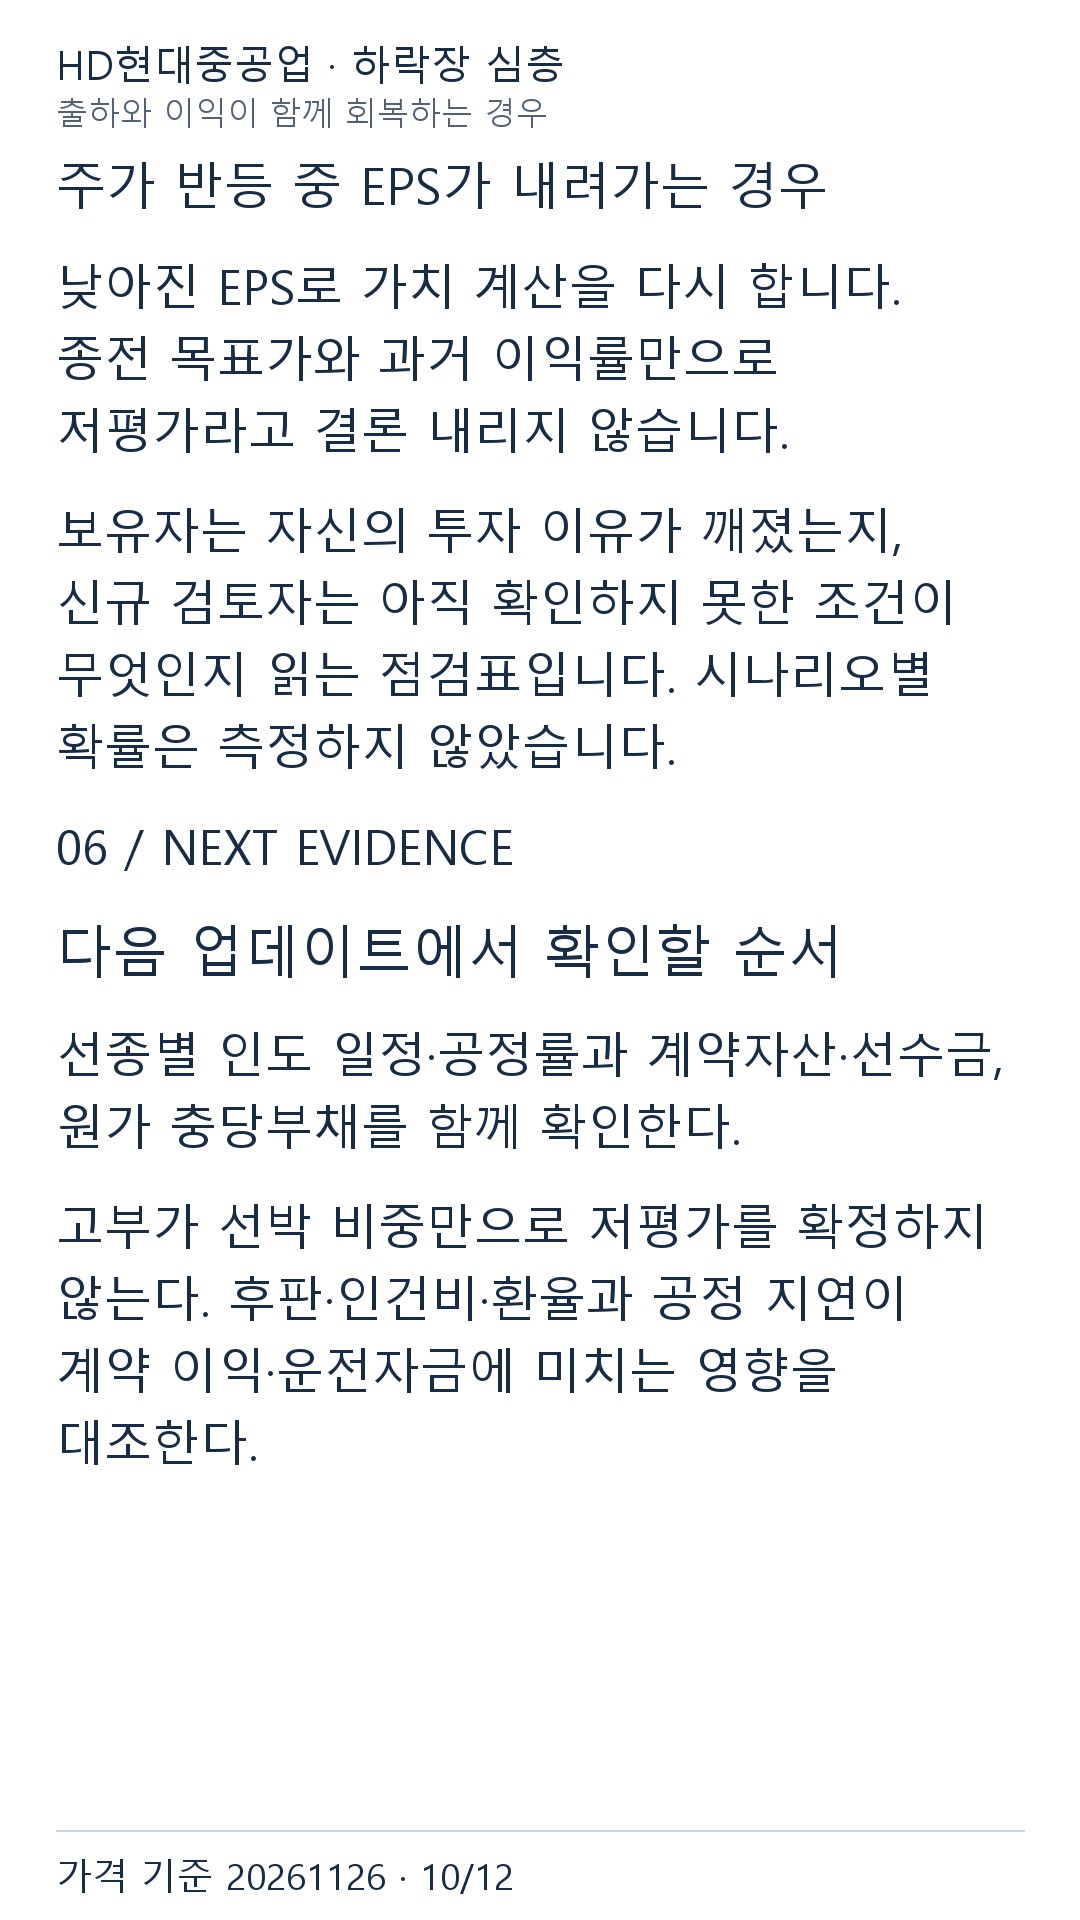 HD현대중공업 · 하락장 심층
출하와 이익이 함께 회복하는 경우
주가 반등 중 EPS가 내려가는 경우
낮아진 EPS로 가치 계산을 다시 합니다.
종전 목표가와 과거 이익률만으로
저평가라고 결론 내리지 않습니다.
보유자는 자신의 투자 이유가 깨졌는지,
신규 검토자는 아직 확인하지 못한 조건이
무엇인지 읽는 점검표입니다. 시나리오별
확률은 측정하지 않았습니다.
06 / NEXT EVIDENCE
다음 업데이트에서 확인할 순서
선종별 인도 일정·공정률과 계약자산·선수금,
원가 충당부채를 함께 확인한다.
고부가 선박 비중만으로 저평가를 확정하지
않는다. 후판·인건비·환율과 공정 지연이
계약 이익·운전자금에 미치는 영향을
대조한다.
가격 기준 20261126 · 10/12